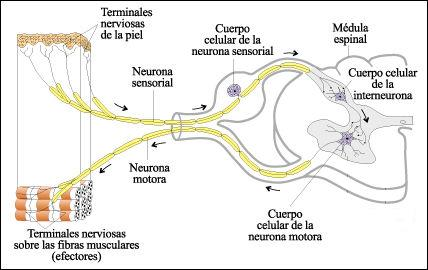 Terminales
nerviosas
de la piel
Neurona
sensorial
Cuerpo
celular de la
neurona sensorial
Médula
espinal
Cuerpo celular
de la
interneurona
Neurona
motora
Cuerpo
celular de la
neurona motora
Terminales nerviosas
sobre las fibras musculares
(efectores)